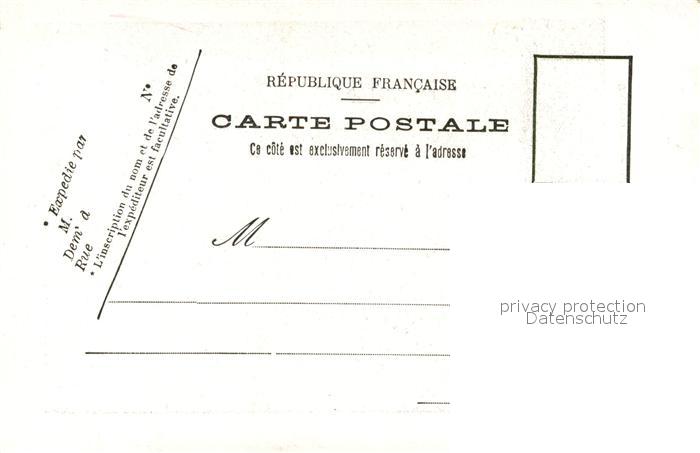 RÉPUBLIQUE FRANÇAISE
CARTE POSTALE
Ce côté est exclusivement réservé à l'adresse
* Expédie par
M.
Dem^t à
Rue
N°
* L'inscription du nom et de l'adresse de
l'expéditeur est facultative.
M
privacy protection
Datenschutz